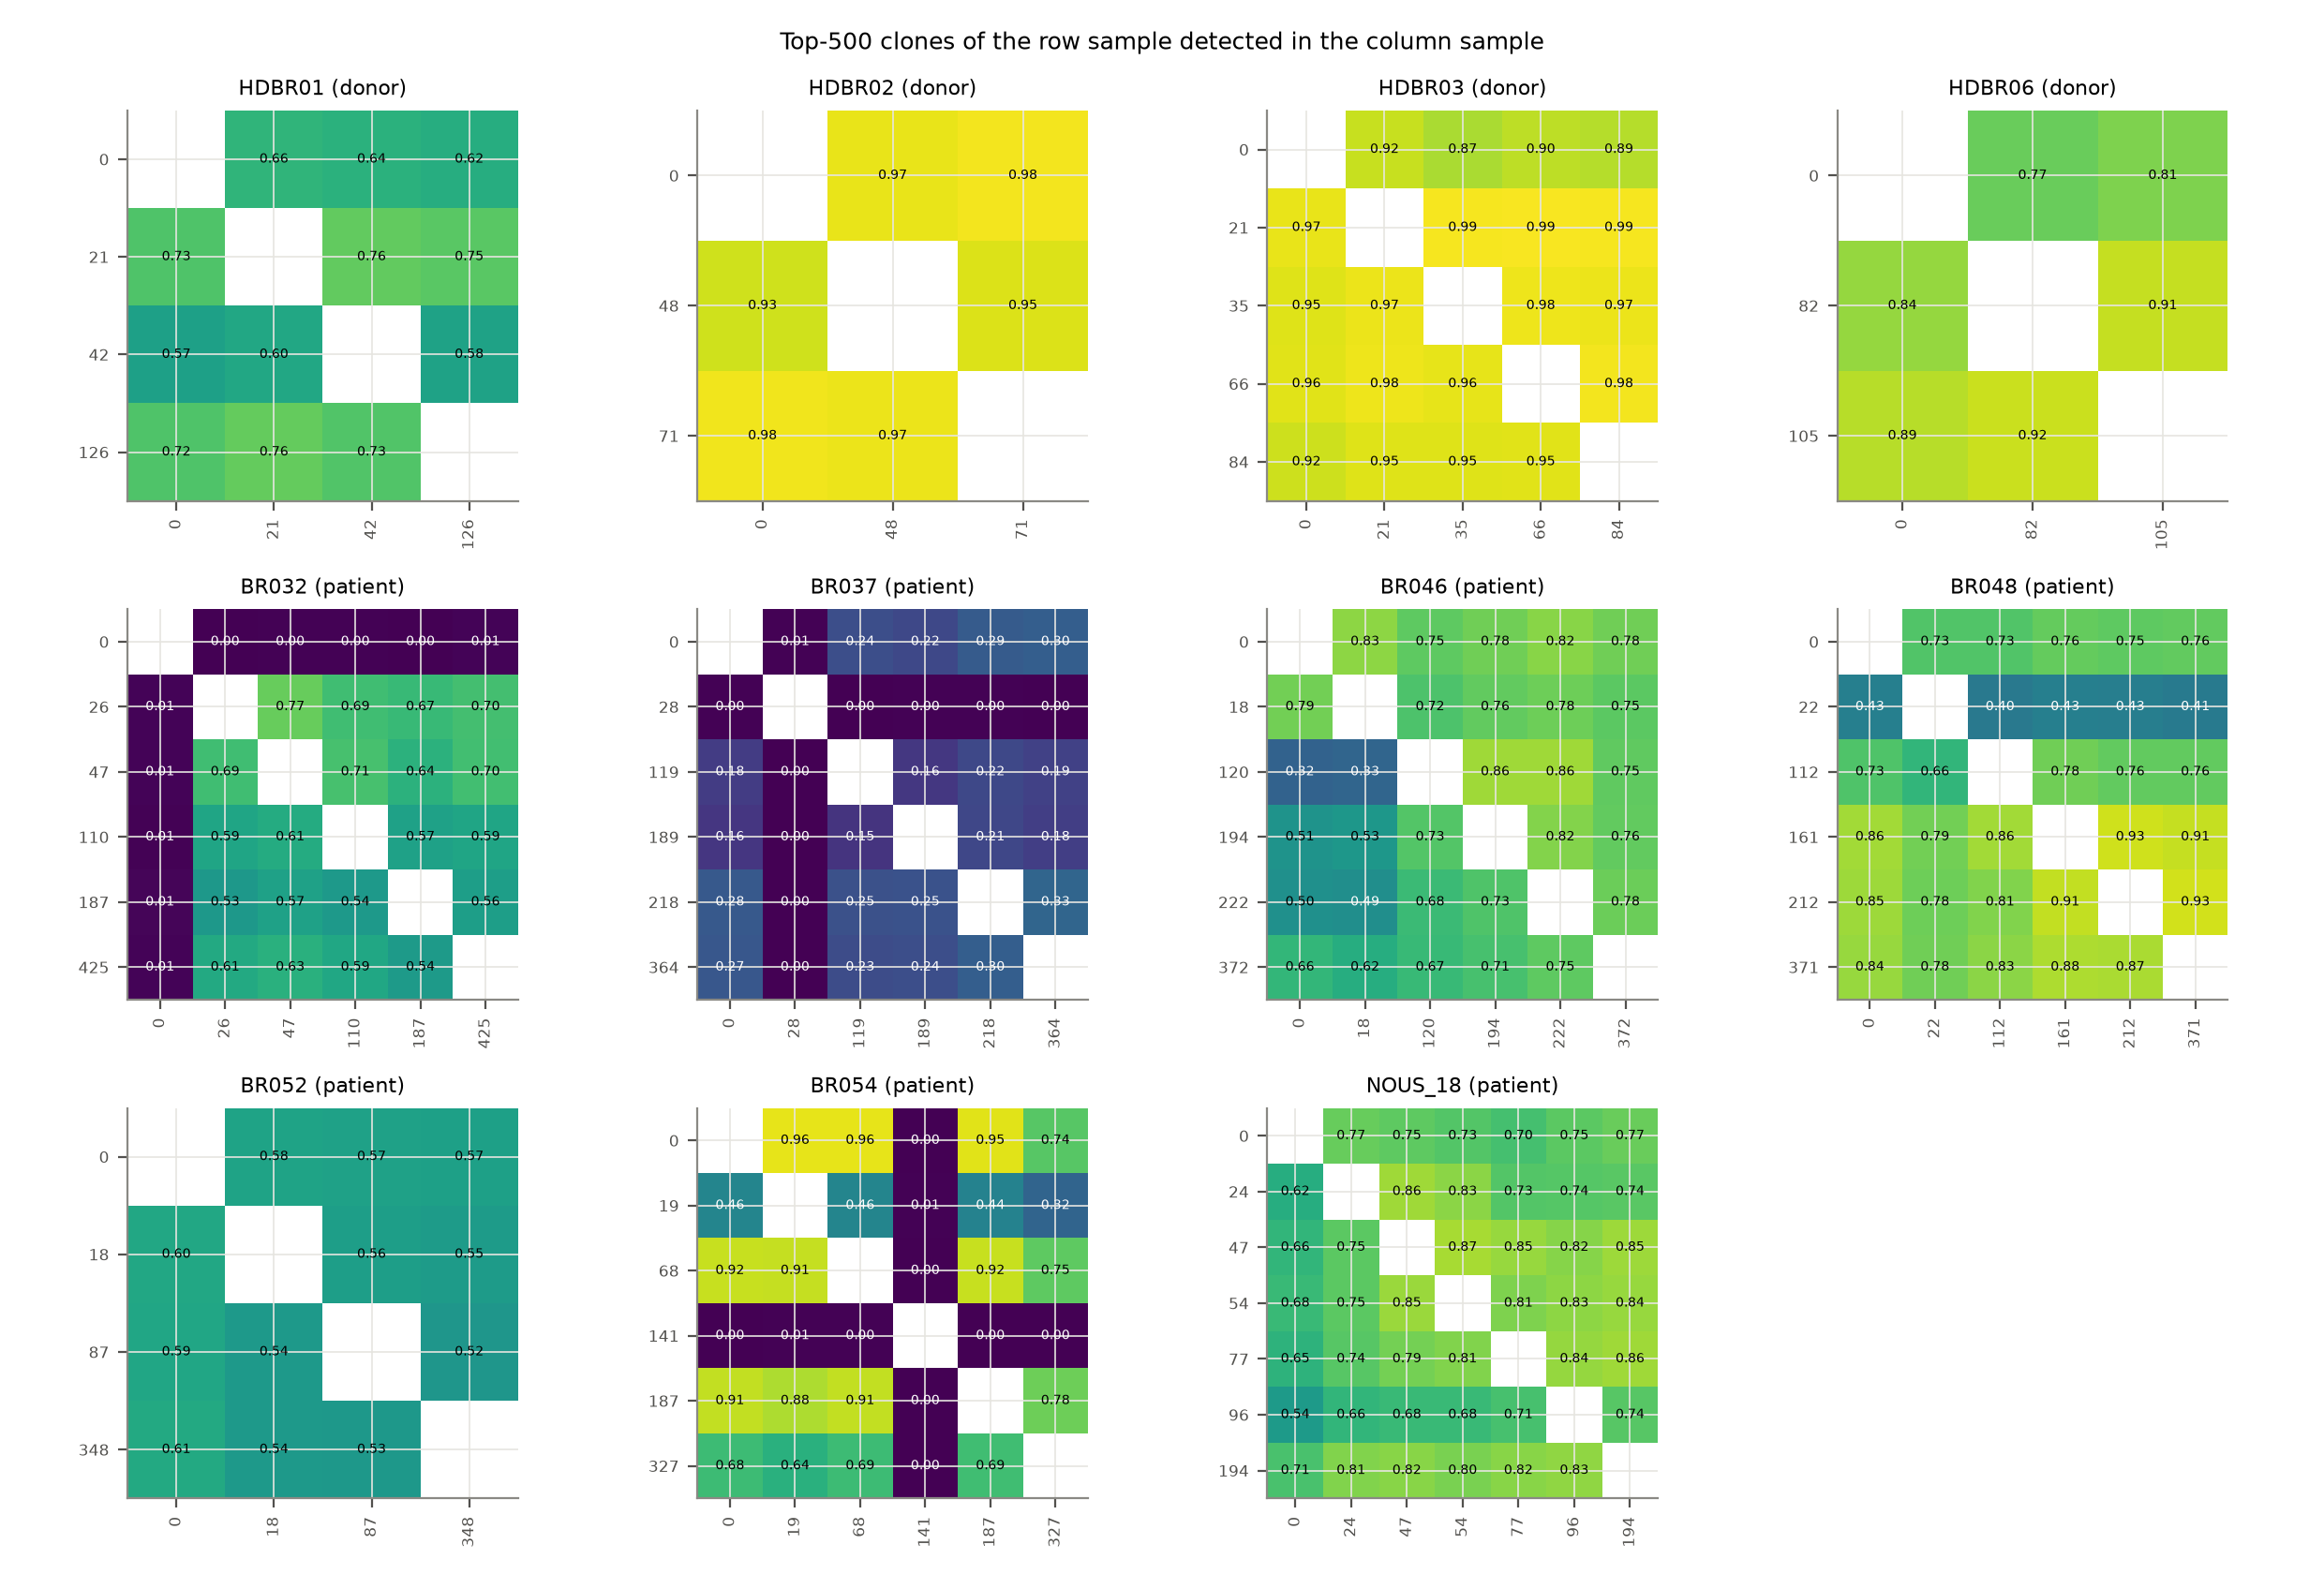 Top-500 clones of the row sample detected in the column sample
HDBR01 (donor)
0 0.66 0.64 0.62
21 0.73 0.76 0.75
42 0.57 0.60 0.58
126 0.72 0.76 0.73
0 21 42 126
HDBR02 (donor)
0 0.97 0.98
48 0.93 0.95
71 0.98 0.97
0 48 71
HDBR03 (donor)
0 0.92 0.87 0.90 0.89
21 0.97 0.99 0.99 0.99
35 0.95 0.97 0.98 0.97
66 0.96 0.98 0.96 0.98
84 0.92 0.95 0.95 0.95
0 21 35 66 84
HDBR06 (donor)
0 0.77 0.81
82 0.84 0.91
105 0.89 0.92
0 82 105
BR032 (patient)
0 0.00 0.00 0.00 0.00 0.01
26 0.01 0.77 0.69 0.67 0.70
47 0.01 0.69 0.71 0.64 0.70
110 0.01 0.59 0.61 0.57 0.59
187 0.01 0.53 0.57 0.54 0.56
425 0.01 0.61 0.63 0.59 0.54
0 26 47 110 187 425
BR037 (patient)
0 0.01 0.24 0.22 0.29 0.30
28 0.00 0.00 0.00 0.00 0.00
119 0.18 0.00 0.16 0.22 0.19
189 0.16 0.00 0.15 0.21 0.18
218 0.28 0.00 0.25 0.25 0.33
364 0.27 0.00 0.23 0.24 0.30
0 28 119 189 218 364
BR046 (patient)
0 0.83 0.75 0.78 0.82 0.78
18 0.79 0.72 0.76 0.78 0.75
120 0.32 0.33 0.86 0.86 0.75
194 0.51 0.53 0.73 0.82 0.76
222 0.50 0.49 0.68 0.73 0.78
372 0.66 0.62 0.67 0.71 0.75
0 18 120 194 222 372
BR048 (patient)
0 0.73 0.73 0.76 0.75 0.76
22 0.43 0.40 0.43 0.43 0.41
112 0.73 0.66 0.78 0.76 0.76
161 0.86 0.79 0.86 0.93 0.91
212 0.85 0.78 0.81 0.91 0.93
371 0.84 0.78 0.83 0.88 0.87
0 22 112 161 212 371
BR052 (patient)
0 0.58 0.57 0.57
18 0.60 0.56 0.55
87 0.59 0.54 0.52
348 0.61 0.54 0.53
0 18 87 348
BR054 (patient)
0 0.96 0.96 0.00 0.95 0.74
19 0.46 0.46 0.01 0.44 0.32
68 0.92 0.91 0.00 0.92 0.75
141 0.00 0.01 0.00 0.00 0.00
187 0.91 0.88 0.91 0.00 0.78
327 0.68 0.64 0.69 0.00 0.69
0 19 68 141 187 327
NOUS_18 (patient)
0 0.77 0.75 0.73 0.70 0.75 0.77
24 0.62 0.86 0.83 0.73 0.74 0.74
47 0.66 0.75 0.87 0.85 0.82 0.85
54 0.68 0.75 0.85 0.81 0.83 0.84
77 0.65 0.74 0.79 0.81 0.84 0.86
96 0.54 0.66 0.68 0.68 0.71 0.74
194 0.71 0.81 0.82 0.80 0.82 0.83
0 24 47 54 77 96 194